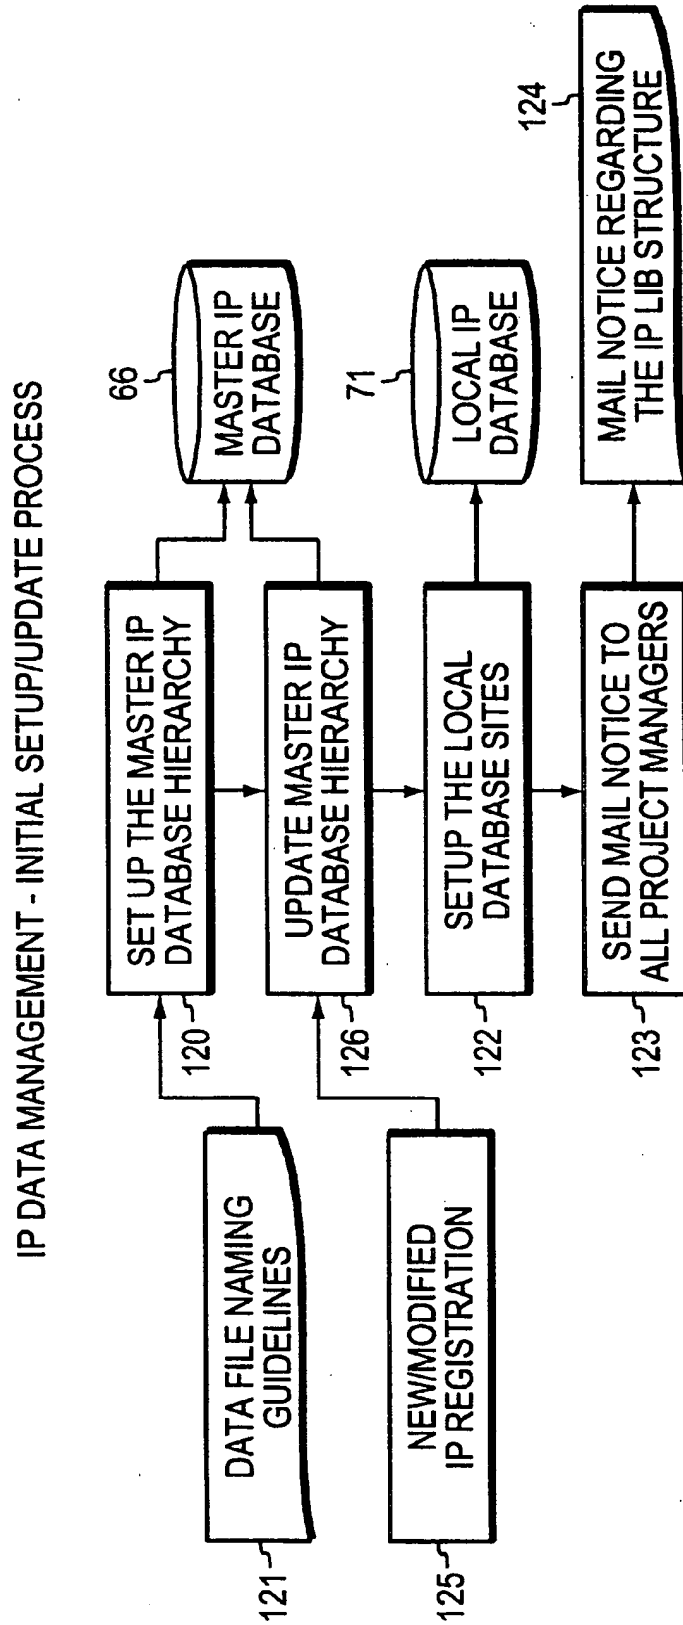 IP DATA MANAGEMENT - INITIAL SETUP/UPDATE PROCESS
121
DATA FILE NAMING
GUIDELINES
120
SET UP THE MASTER IP
DATABASE HIERARCHY
66
MASTER IP
DATABASE
125
NEW/MODIFIED
IP REGISTRATION
126
UPDATE MASTER IP
DATABASE HIERARCHY
122
SETUP THE LOCAL
DATABASE SITES
71
LOCAL IP
DATABASE
123
SEND MAIL NOTICE TO
ALL PROJECT MANAGERS
124
MAIL NOTICE REGARDING
THE IP LIB STRUCTURE